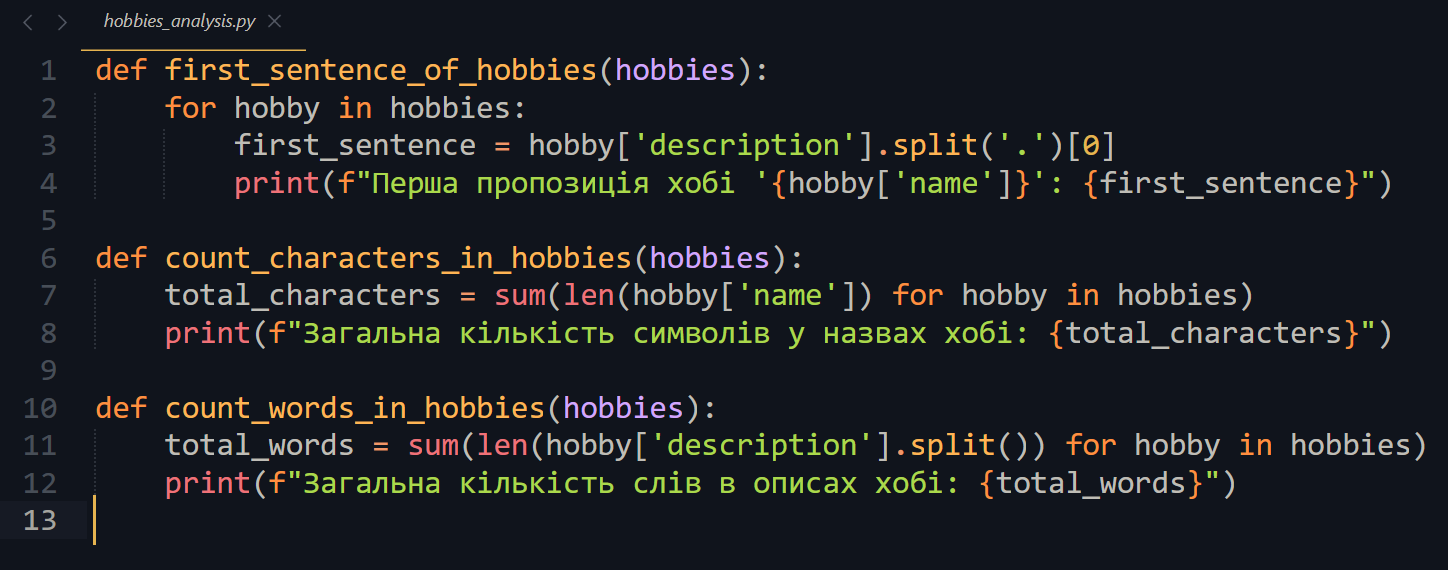 hobbies_analysis.py
1 def first_sentence_of_hobbies(hobbies):
2     for hobby in hobbies:
3         first_sentence = hobby['description'].split('.')[0]
4         print(f"Перша пропозиція хобі '{hobby['name']}': {first_sentence}")
5
6 def count_characters_in_hobbies(hobbies):
7     total_characters = sum(len(hobby['name']) for hobby in hobbies)
8     print(f"Загальна кількість символів у назвах хобі: {total_characters}")
9
10 def count_words_in_hobbies(hobbies):
11     total_words = sum(len(hobby['description'].split()) for hobby in hobbies)
12     print(f"Загальна кількість слів в описах хобі: {total_words}")
13